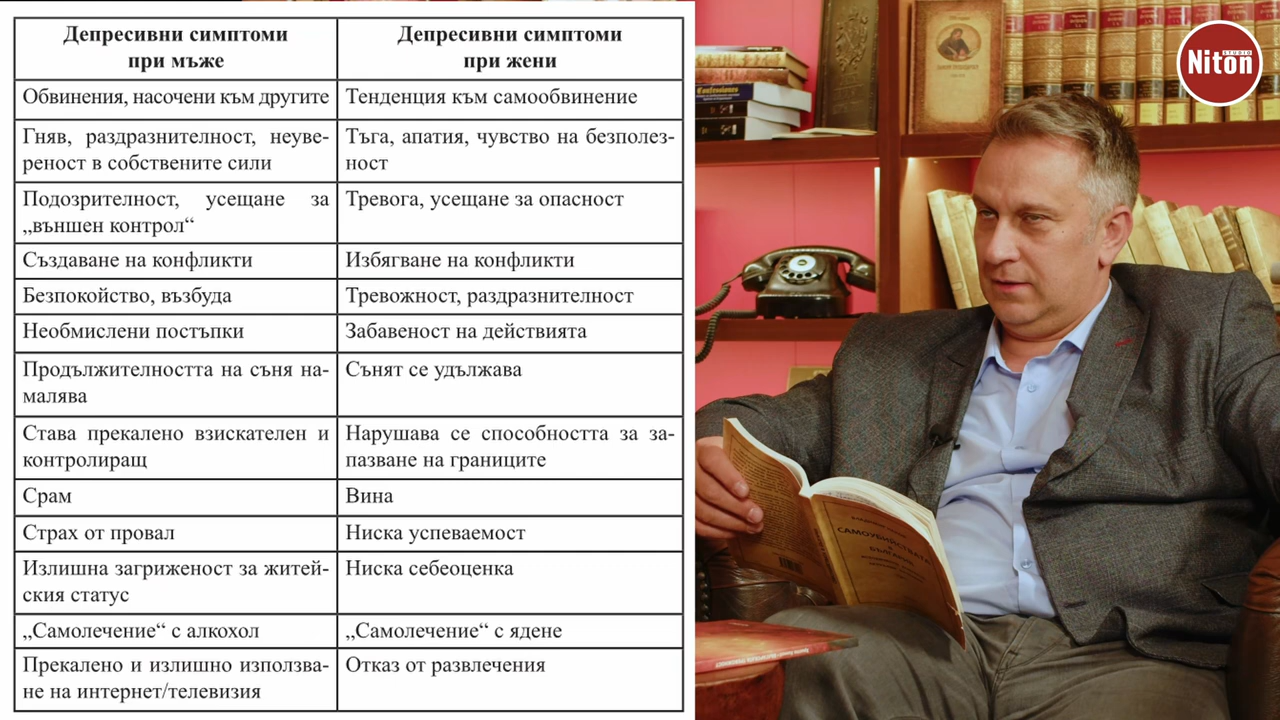 Депресивни симптоми
при мъже
Депресивни симптоми
при жени
Обвинения, насочени към другите
Тенденция към самообвинение
Гняв, раздразнителност, неуве-
реност в собствените сили
Тъга, апатия, чувство на безполез-
ност
Подозрителност, усещане за
„външен контрол“
Тревога, усещане за опасност
Създаване на конфликти
Избягване на конфликти
Безпокойство, възбуда
Тревожност, раздразнителност
Необмислени постъпки
Забавеност на действията
Продължителността на съня на-
малява
Сънят се удължава
Става прекалено взискателен и
контролиращ
Нарушава се способността за за-
пазване на границите
Срам
Вина
Страх от провал
Ниска успеваемост
Излишна загриженост за житей-
ския статус
Ниска себеоценка
„Самолечение“ с алкохол
„Самолечение“ с ядене
Прекалено и излишно използва-
не на интернет/телевизия
Отказ от развлечения
STUDIO
Niton
Confessiones
САМОУБИЙСТВАТА
В
БЪЛГАРИЯ